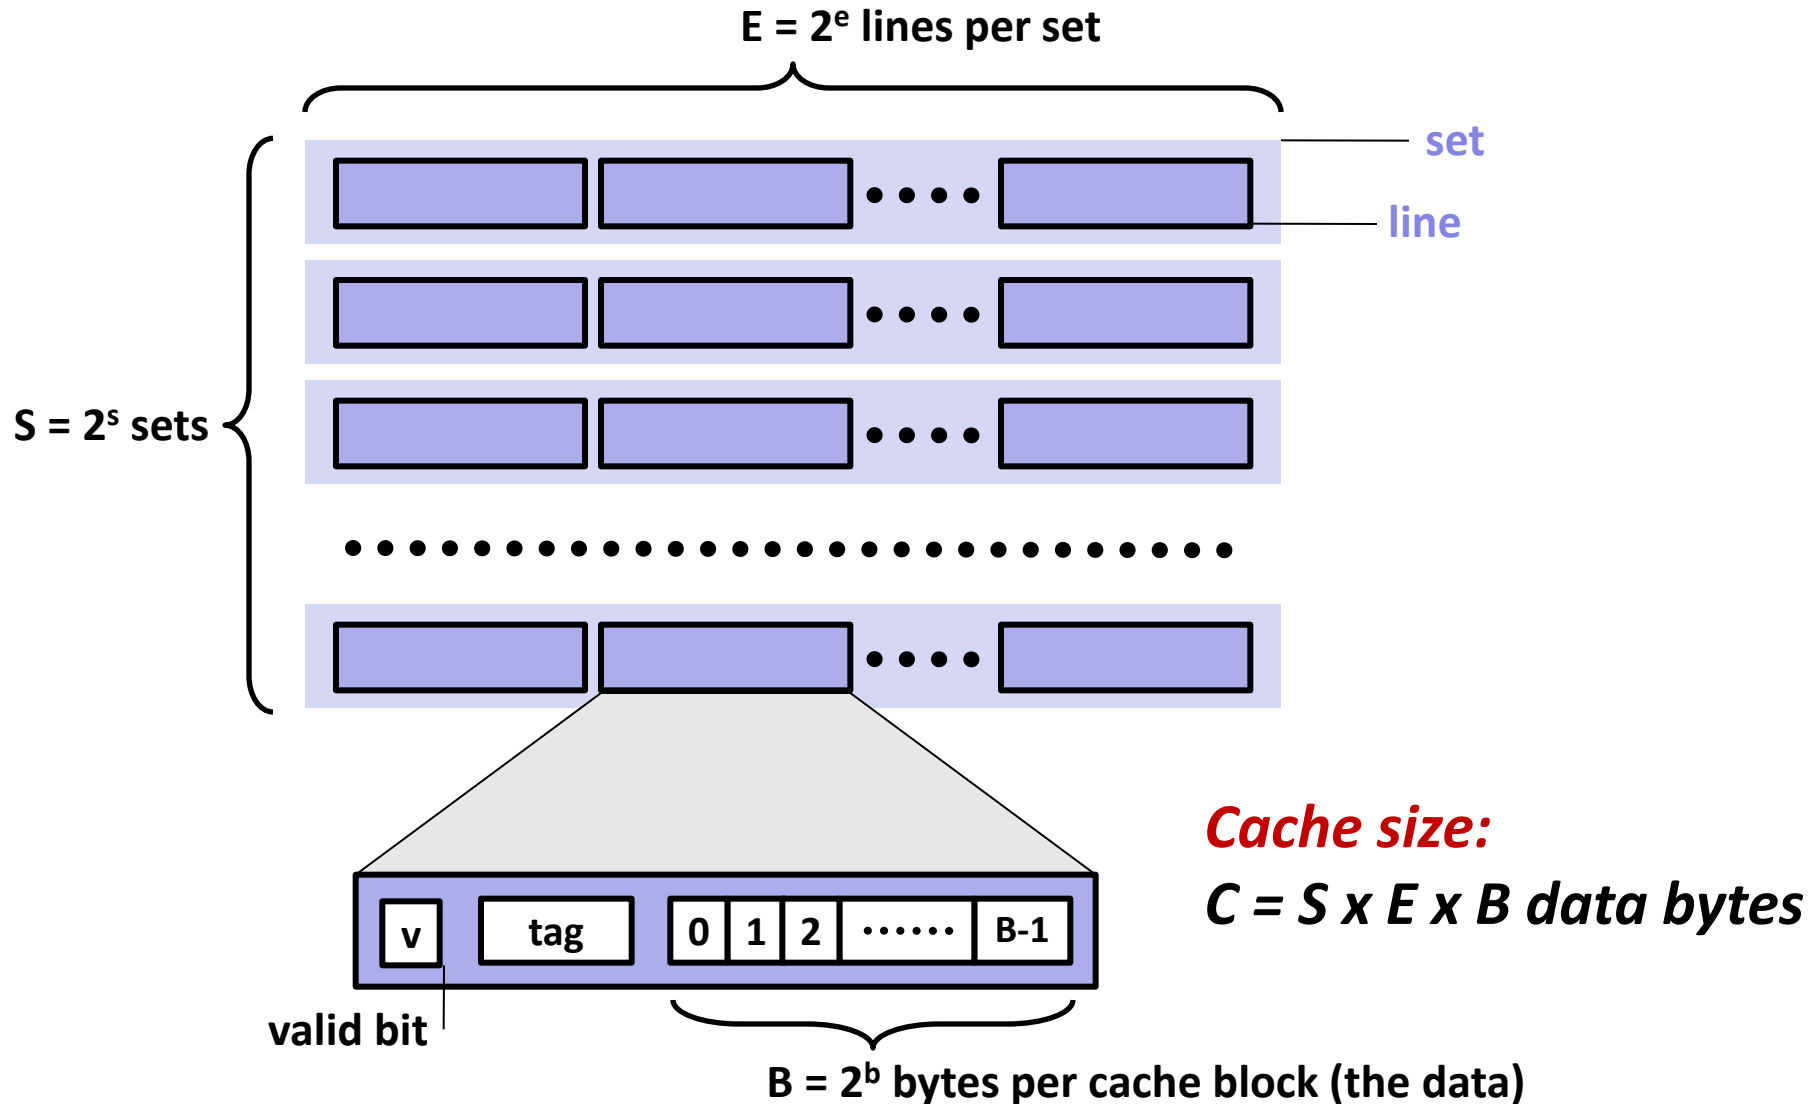 E = 2ᵉ lines per set
set
line
S = 2ˢ sets
Cache size:
C = S x E x B data bytes
v
tag
0
1
2
B-1
valid bit
B = 2ᵇ bytes per cache block (the data)